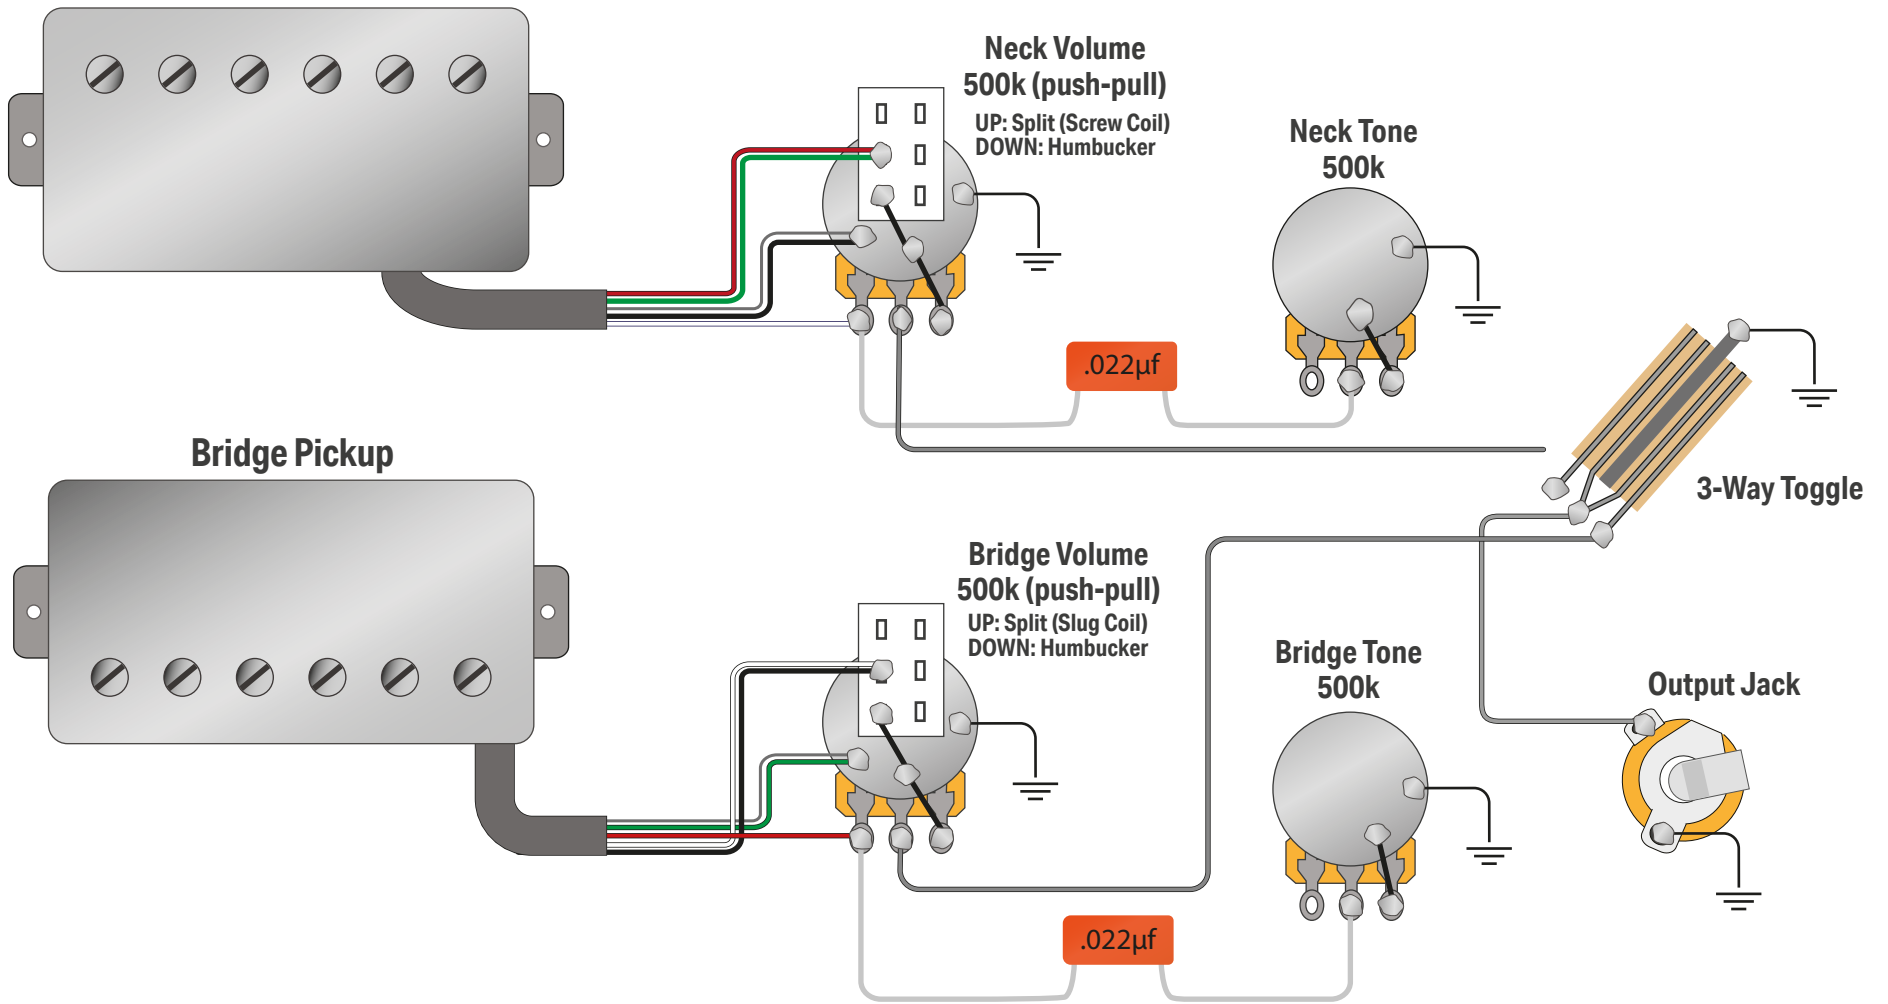 Neck Volume
500k (push-pull)
UP: Split (Screw Coil)
DOWN: Humbucker
Neck Tone
500k
.022µf
3-Way Toggle
Bridge Pickup
Bridge Volume
500k (push-pull)
UP: Split (Slug Coil)
DOWN: Humbucker
Bridge Tone
500k
Output Jack
.022µf